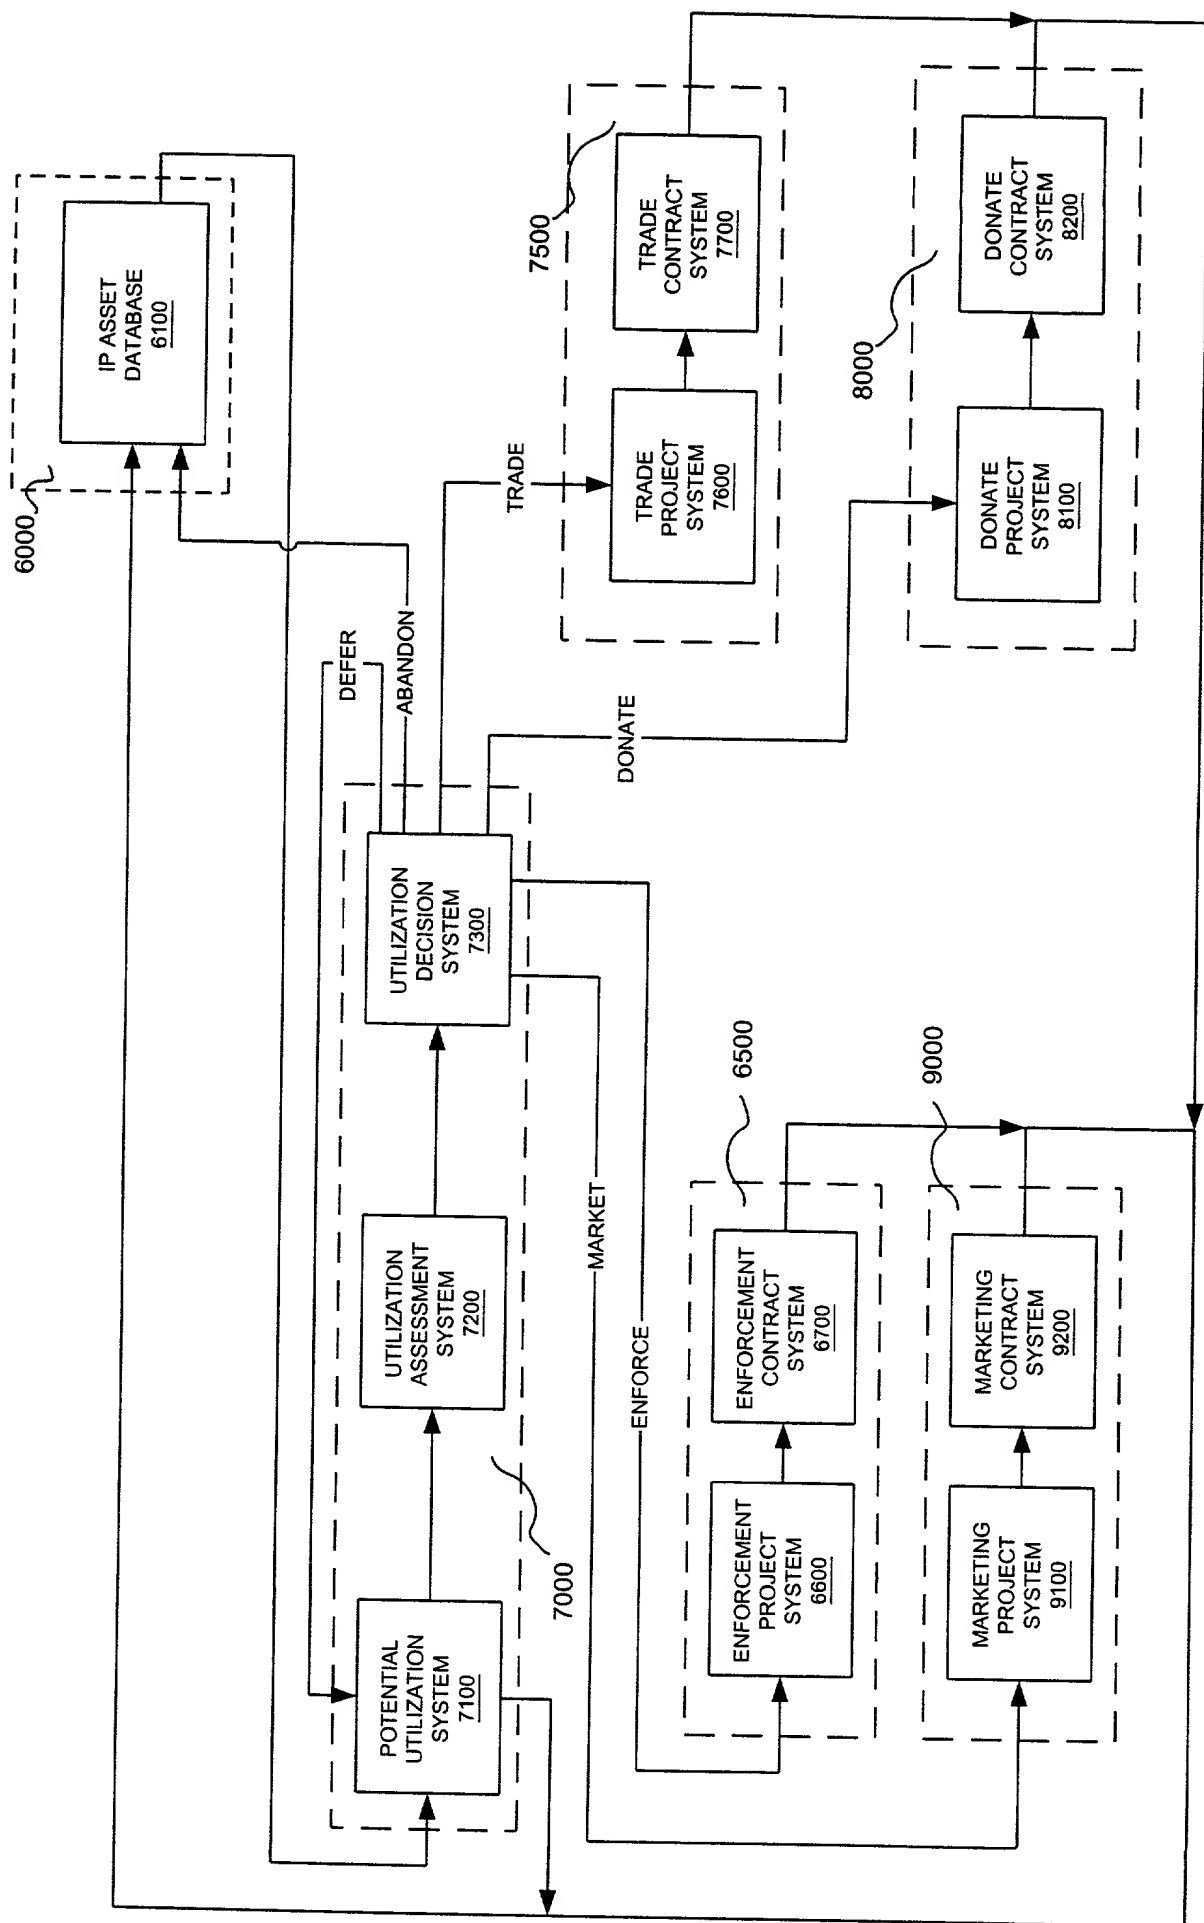 6000
IP ASSET
DATABASE
6100
DEFER
ABANDON
TRADE
DONATE
7500
TRADE
PROJECT
SYSTEM
7600
TRADE
CONTRACT
SYSTEM
7700
8000
DONATE
PROJECT
SYSTEM
8100
DONATE
CONTRACT
SYSTEM
8200
7000
POTENTIAL
UTILIZATION
SYSTEM
7100
UTILIZATION
ASSESSMENT
SYSTEM
7200
UTILIZATION
DECISION
SYSTEM
7300
MARKET
ENFORCE
6500
ENFORCEMENT
PROJECT
SYSTEM
6600
ENFORCEMENT
CONTRACT
SYSTEM
6700
9000
MARKETING
PROJECT
SYSTEM
9100
MARKETING
CONTRACT
SYSTEM
9200